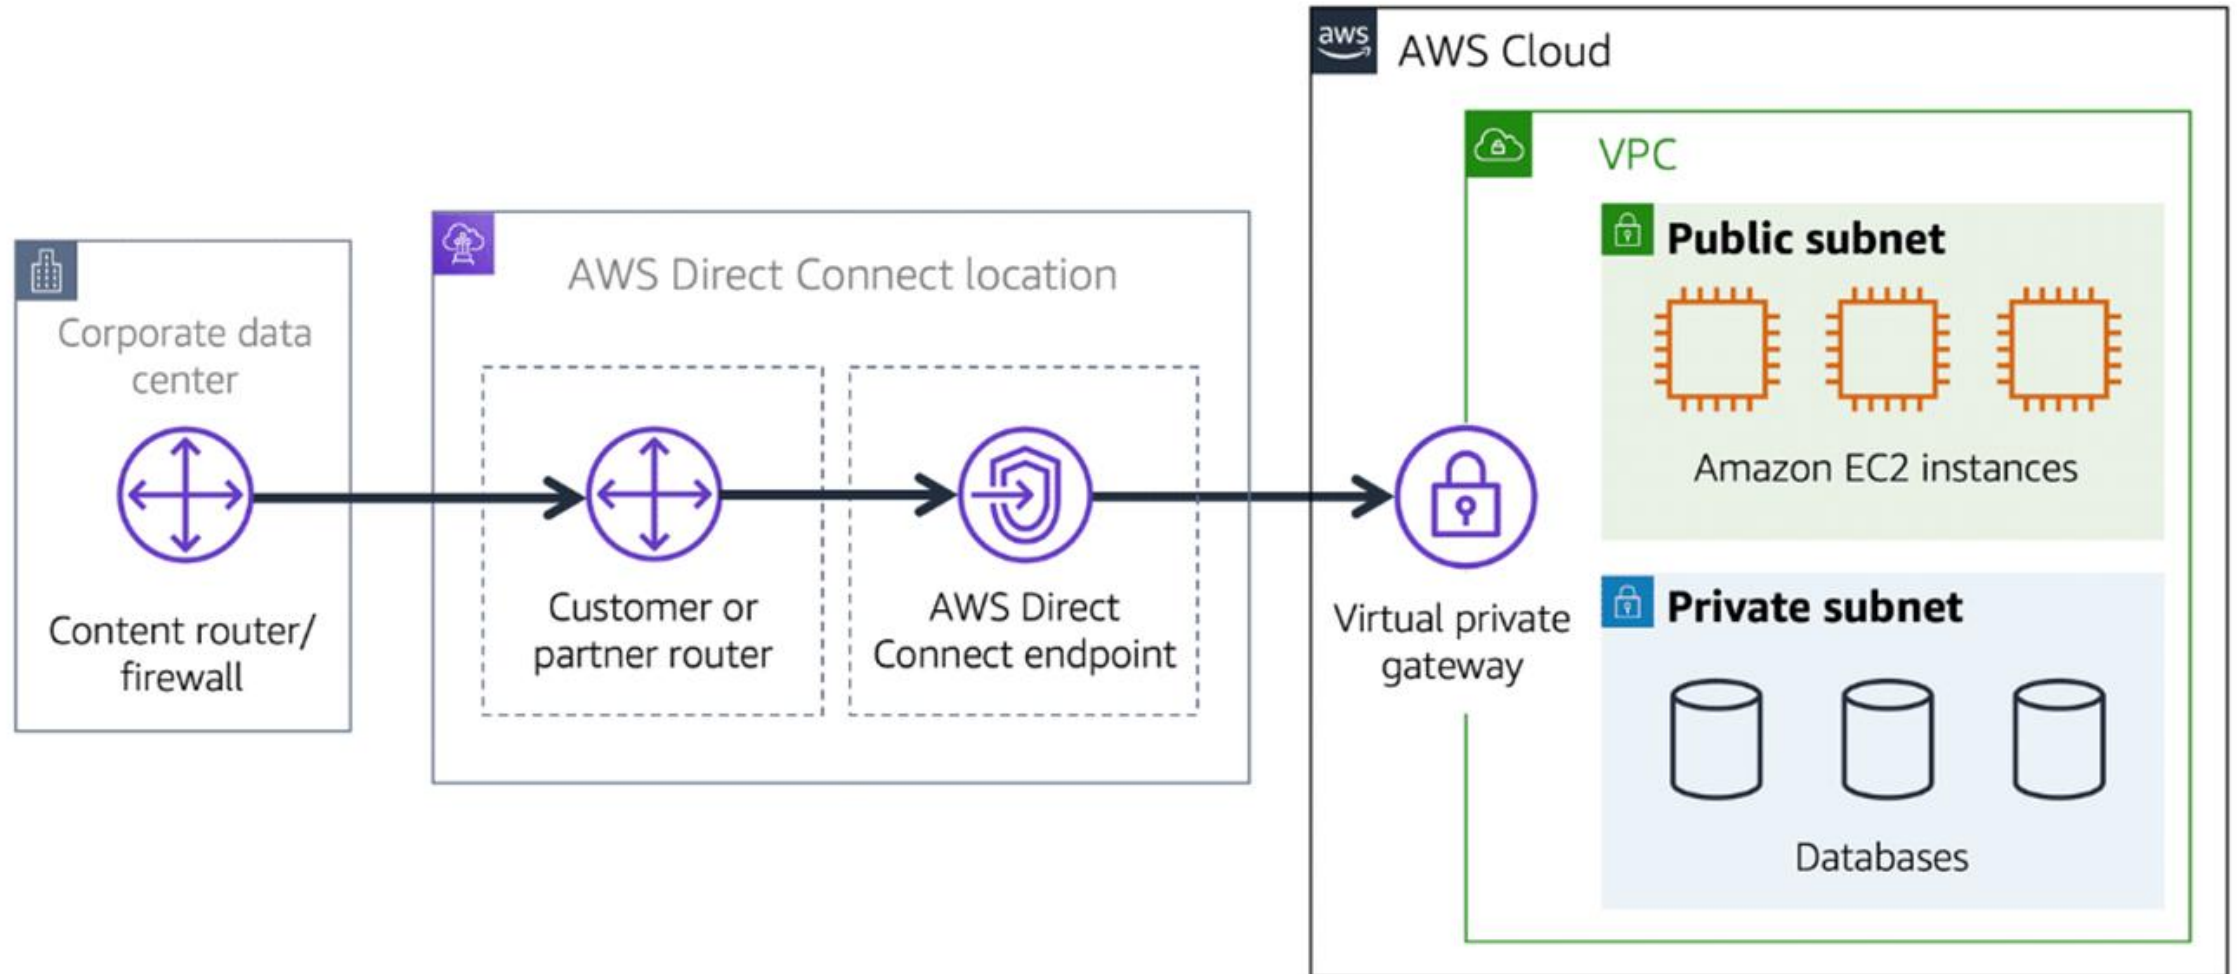 aws
AWS Cloud
VPC
Public subnet
Amazon EC2 instances
Private subnet
Databases
AWS Direct Connect location
Corporate data
center
Content router/
firewall
Customer or
partner router
AWS Direct
Connect endpoint
Virtual private
gateway